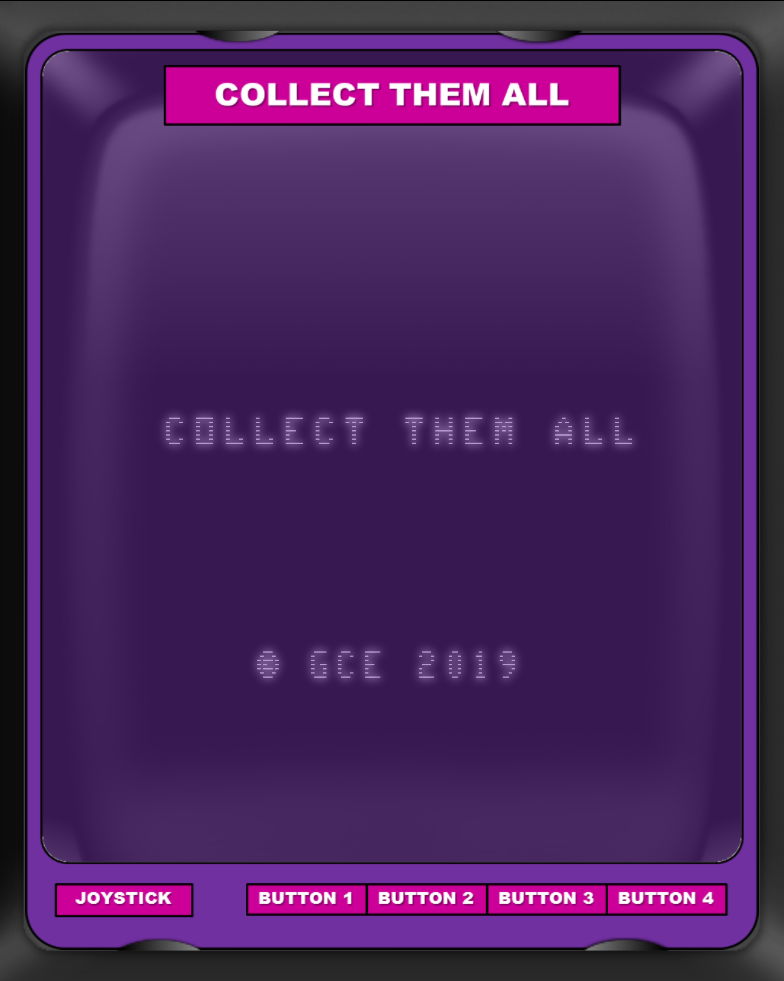 COLLECT THEM ALL
COLLECT THEM ALL
© GCE 2019
JOYSTICK BUTTON 1 BUTTON 2 BUTTON 3 BUTTON 4